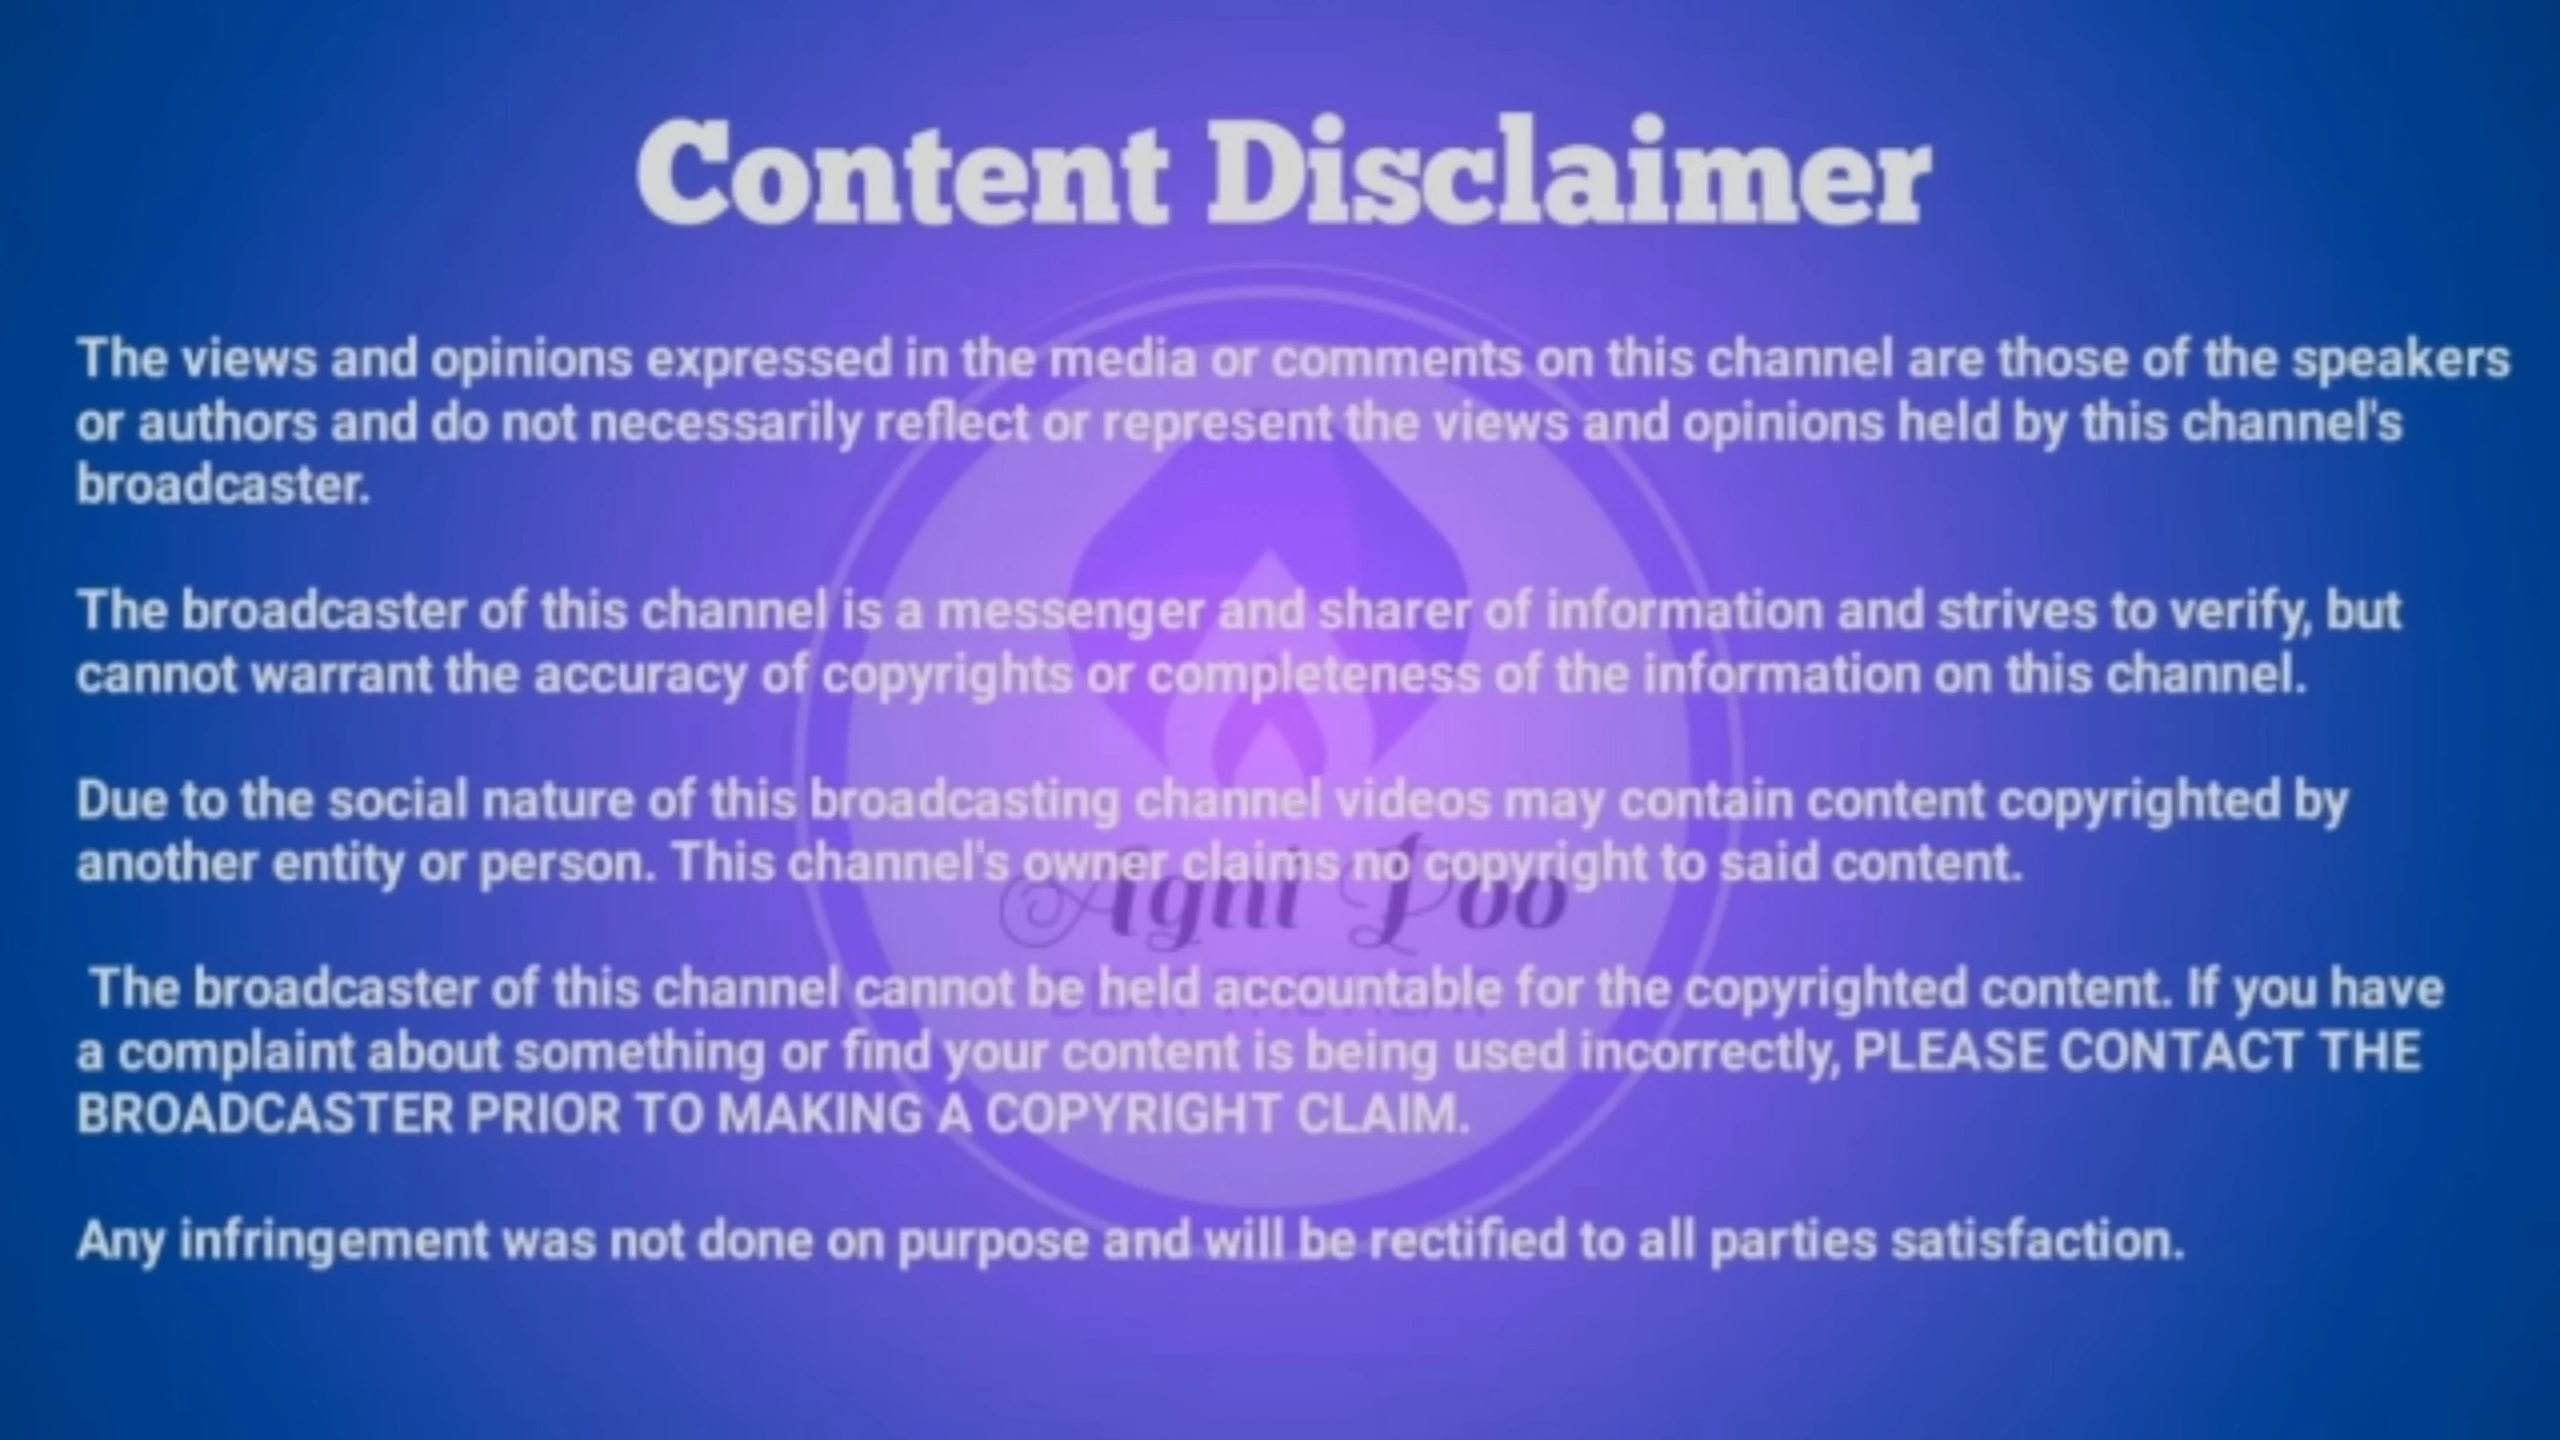 Content Disclaimer
The views and opinions expressed in the media or comments on this channel are those of the speakers
or authors and do not necessarily reflect or represent the views and opinions held by this channel's
broadcaster.
The broadcaster of this channel is a messenger and sharer of information and strives to verify, but
cannot warrant the accuracy of copyrights or completeness of the information on this channel.
Due to the social nature of this broadcasting channel videos may contain content copyrighted by
another entity or person. This channel's owner claims no copyright to said content.
Agni Poo
The broadcaster of this channel cannot be held accountable for the copyrighted content. If you have
a complaint about something or find your content is being used incorrectly, PLEASE CONTACT THE
BROADCASTER PRIOR TO MAKING A COPYRIGHT CLAIM.
Any infringement was not done on purpose and will be rectified to all parties satisfaction.